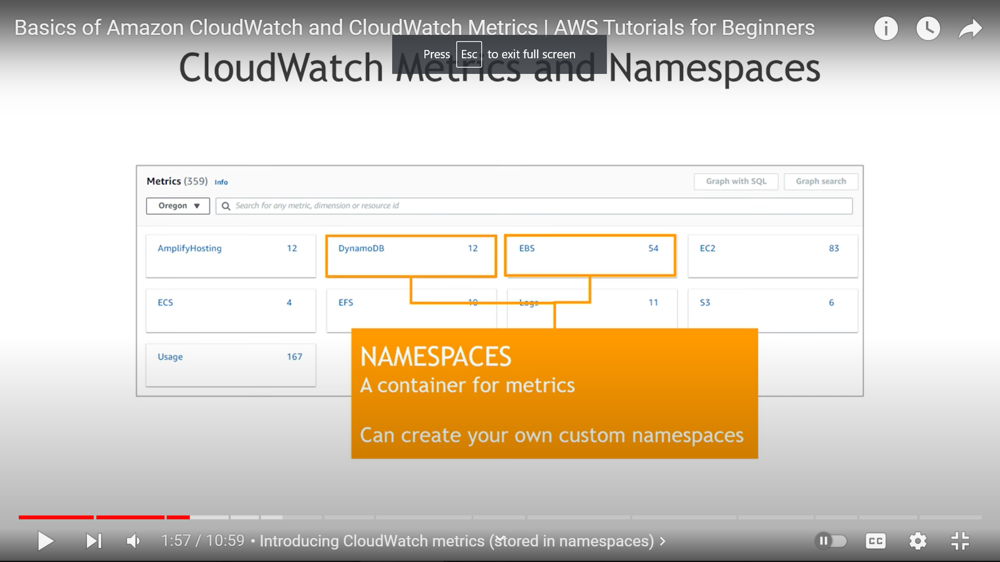 Basics of Amazon CloudWatch and CloudWatch Metrics | AWS Tutorials for Beginners
Press Esc to exit full screen
CloudWatch Metrics and Namespaces
Metrics (359) Info
Graph with SQL
Graph search
Oregon
Search for any metric, dimension or resource id
AmplifyHosting 12
DynamoDB 12
EBS 54
EC2 83
ECS 4
EFS 10
Logs 11
S3 6
Usage 167
NAMESPACES
A container for metrics
Can create your own custom namespaces
1:57 / 10:59 • Introducing CloudWatch metrics (stored in namespaces)
CC